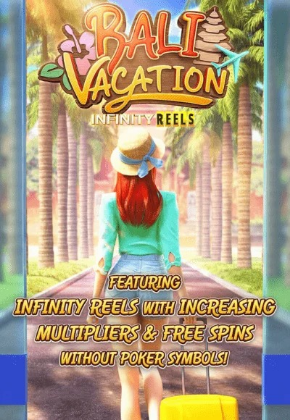 BALI
VACATION
INFINITY REELS
FEATURING
INFINITY REELS WITH INCREASING
MULTIPLIERS & FREE SPINS
WITHOUT POKER SYMBOLS!